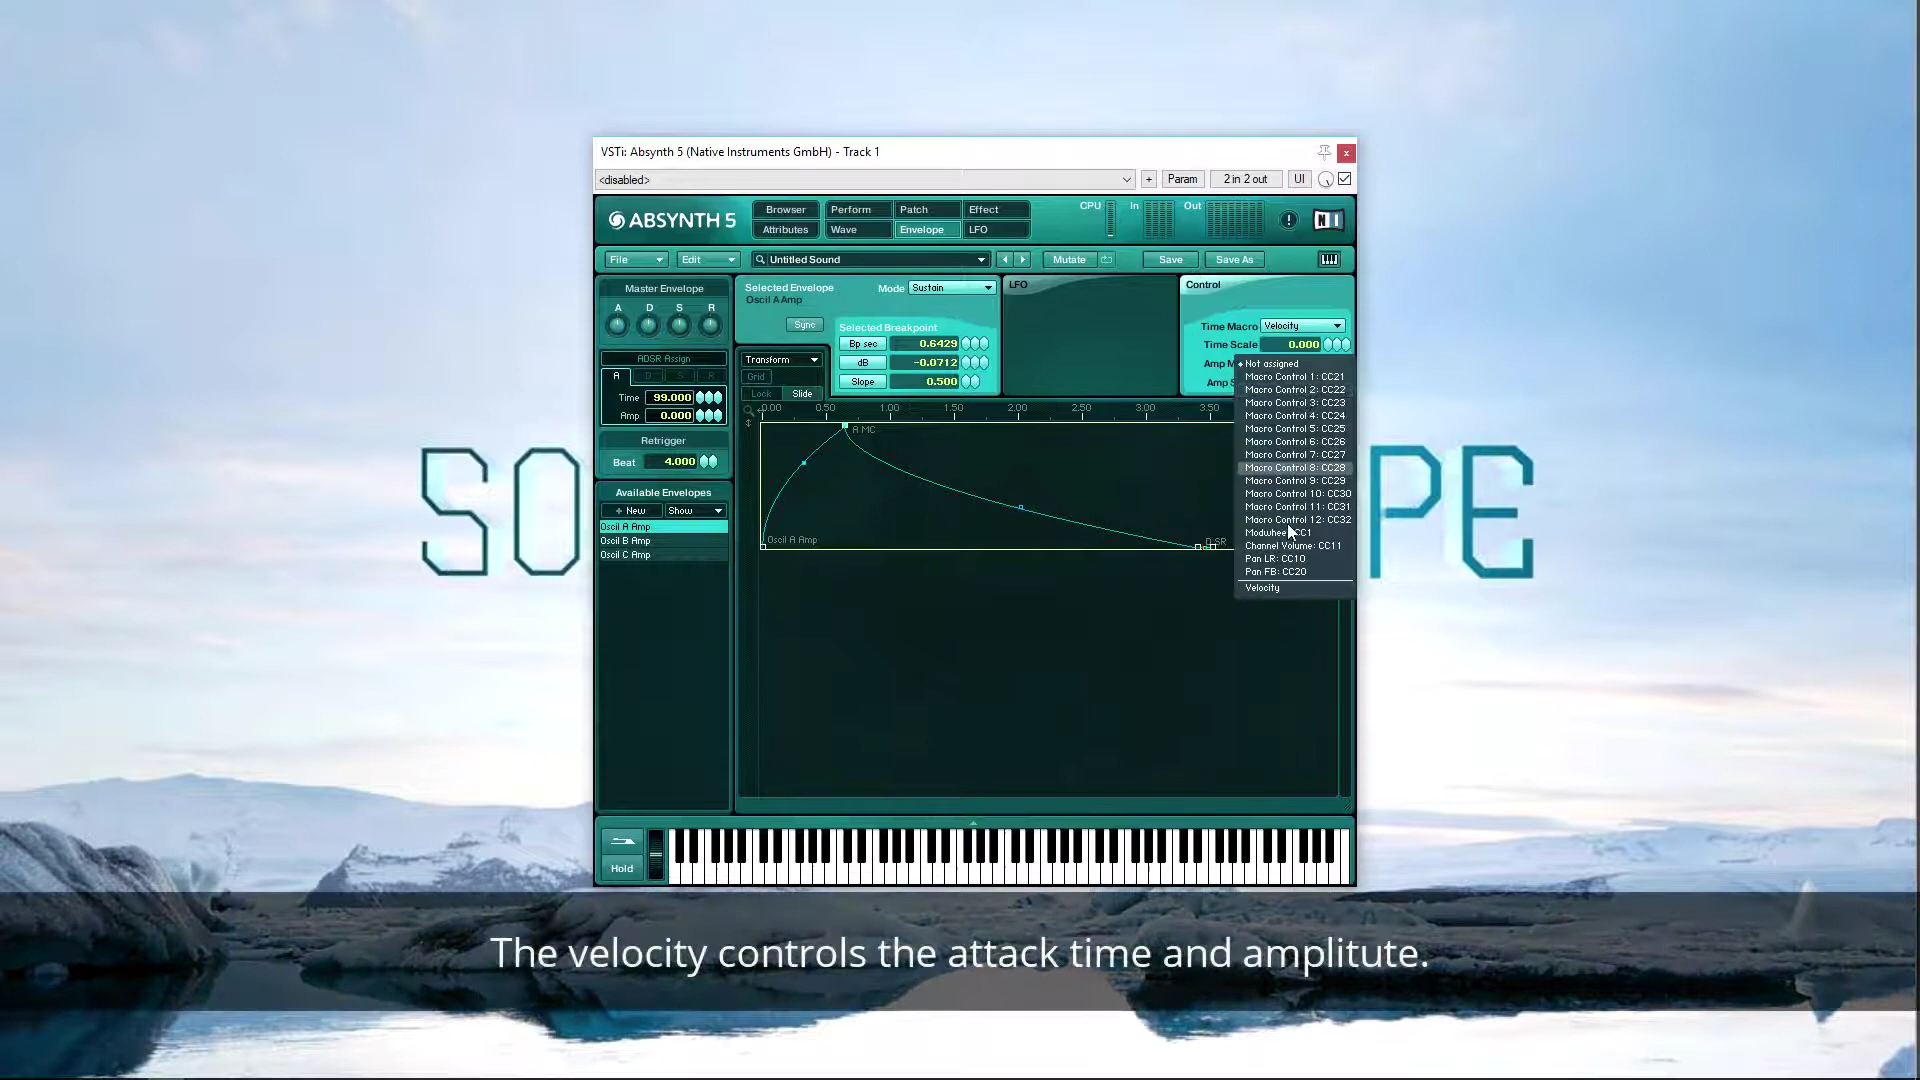 VSTi: Absynth 5 (Native Instruments GmbH) - Track 1
x
<disabled>
+
Param
2 in 2 out
UI
ABSYNTH 5
Browser
Perform
Patch
Effect
Attributes
Wave
Envelope
LFO
CPU
In
Out
NI
File
Edit
Untitled Sound
Mutate
Save
Save As
Master Envelope
A
D
S
R
ADSR Assign
A
D
S
R
Time
99.000
Amp
0.000
Retrigger
Beat
4.000
Available Envelopes
+ New
Show
Oscil A Amp
Oscil B Amp
Oscil C Amp
Selected Envelope
Oscil A Amp
Mode
Sustain
Sync
Selected Breakpoint
Bp sec
0.6429
dB
-0.0712
Slope
0.500
Transform
Grid
Lock
Slide
LFO
Control
Time Macro
Velocity
Time Scale
0.000
Amp M
Amp S
Not assigned
Macro Control 1: CC21
Macro Control 2: CC22
Macro Control 3: CC23
Macro Control 4: CC24
Macro Control 5: CC25
Macro Control 6: CC26
Macro Control 7: CC27
Macro Control 8: CC28
Macro Control 9: CC29
Macro Control 10: CC30
Macro Control 11: CC31
Macro Control 12: CC32
Channel Volume: CC11
Pan LR: CC10
Pan FB: CC20
Velocity
0.00
0.50
1.00
1.50
2.00
2.50
3.00
3.50
A MC
Oscil A Amp
SO
PE
Hold
The velocity controls the attack time and amplitute.